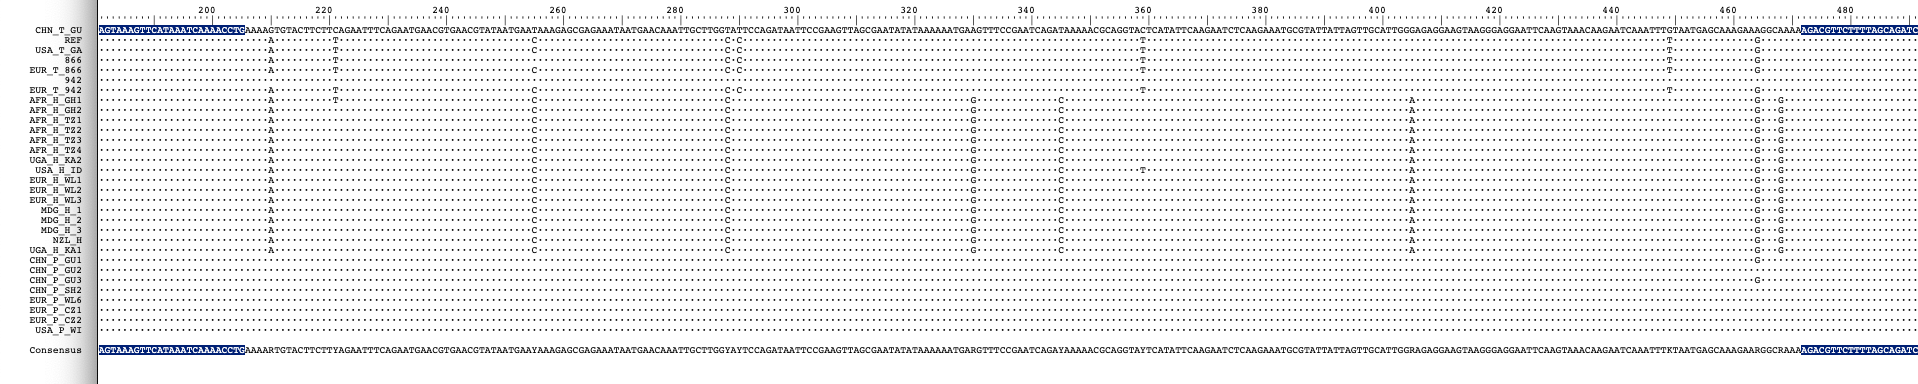 200 220 240 260 280 300 320 340 360 380 400 420 440 460 480
CHN_T_GU AGTAAAGTTCATAAATCAAAACCTGAAAAGTGTACTTCTTCAGAATTTCAGAATGAACGTGAACGTATAATGAATAAAGAGCGAGAAATAATGAACAAATTGCTTGGTATTCCAGATAATTCCGAAGTTAGCGAATATATAAAAAATGAAGTTTCCGAATCAGATAAAAACGCAGGTACTCATATTCAAGAATCTCAAGAAATGCGTATTATTAGTTGCATTGGGAGAGGAAGTAAGGGAGGAATTCAAGTAAACAAGAATCAAATTTGTAATGAGCAAAGAAAGGCAAAAAGACGTTCTTTTAGCAGATC
REF A T C C C T T G
USA_T_GA A T C C C T T G
866 A T C C T T G
EUR_T_866 A T C C C T T G
942
EUR_T_942 A T C C C T T G
AFR_H_GH1 A T C C G C A G G
AFR_H_GH2 A C C G C A G G
AFR_H_TZ1 A C C G C A G G
AFR_H_TZ2 A C C G C A G G
AFR_H_TZ3 A C C G C A G G
AFR_H_TZ4 A C C G C A G G
UGA_H_KA2 A C C G C A G G
USA_H_ID A C C G C T A G G
EUR_H_WL1 A C C G C A G G
EUR_H_WL2 A C C G C A G G
EUR_H_WL3 A C C G C A G G
MDG_H_1 A C C G C A G G
MDG_H_2 A C C G C A G G
MDG_H_3 A C C G C A G G
NZL_H A C C G C A G G
UGA_H_KA1 A C C G C A G G
CHN_P_GU1 G
CHN_P_GU2
CHN_P_GU3 G
CHN_P_SH2
EUR_P_WL6
EUR_P_CZ1
EUR_P_CZ2
USA_P_WI
Consensus AGTAAAGTTCATAAATCAAAACCTGAAAARTGTACTTCTTYAGAATTTCAGAATGAACGTGAACGTATAATGAAYAAAGAGCGAGAAATAATGAACAAATTGCTTGGYAYTCCAGATAATTCCGAAGTTAGCGAATATATAAAAAATGARGTTTCCGAATCAGAYAAAAACGCAGGTAYTCATATTCAAGAATCTCAAGAAATGCGTATTATTAGTTGCATTGGRAGAGGAAGTAAGGGAGGAATTCAAGTAAACAAGAATCAAATTTKTAATGAGCAAAGAARGGCRAAAAGACGTTCTTTTAGCAGATC